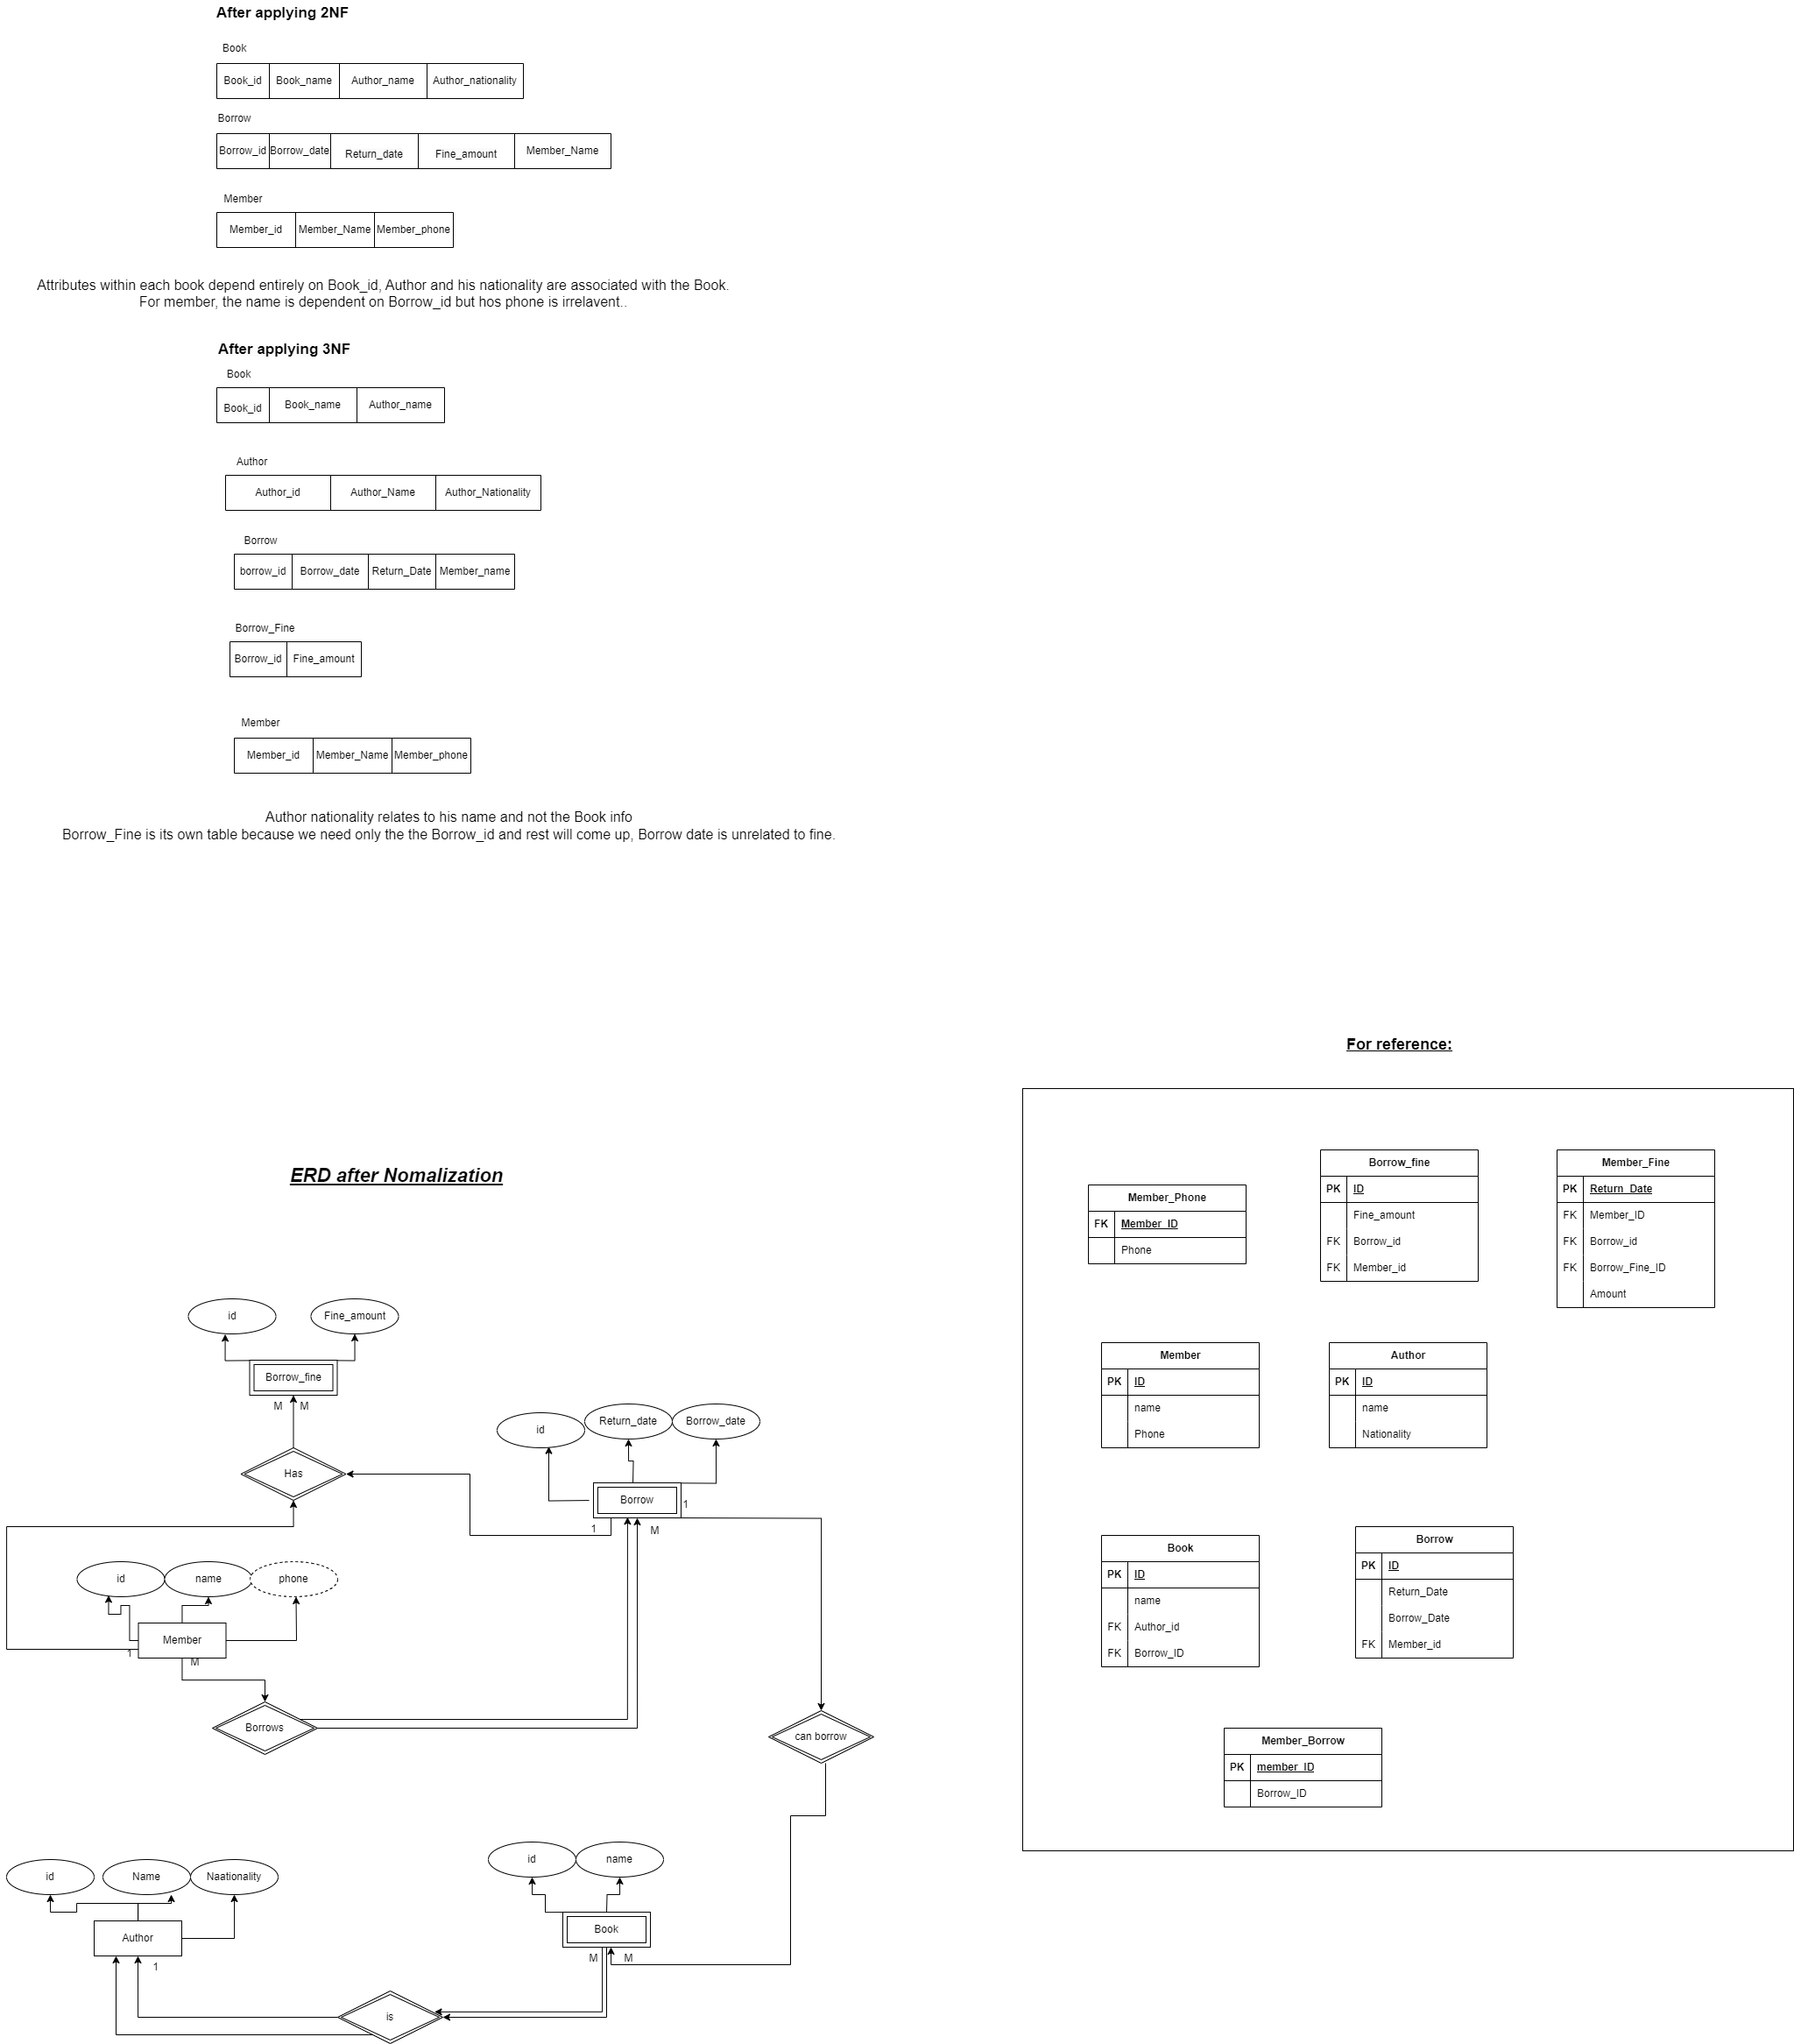 After applying 2NF
Book
Book_id Book_name Author_name Author_nationality
Borrow
Borrow_id Borrow_date Return_date Fine_amount Member_Name
Member
Member_id Member_Name Member_phone
Attributes within each book depend entirely on Book_id, Author and his nationality are associated with the Book.
For member, the name is dependent on Borrow_id but hos phone is irrelavent..
After applying 3NF
Book
Book_id Book_name Author_name
Author
Author_id Author_Name Author_Nationality
Borrow
borrow_id Borrow_date Return_Date Member_name
Borrow_Fine
Borrow_id Fine_amount
Member
Member_id Member_Name Member_phone
Author nationality relates to his name and not the Book info
Borrow_Fine is its own table because we need only the the Borrow_id and rest will come up, Borrow date is unrelated to fine.
ERD after Nomalization
id Fine_amount
Borrow_fine
M M
Has
id Return_date Borrow_date
Borrow
1
1 M
id name phone
Member
1
M
Borrows
can borrow
id name
Book
M M
id Name Naationality
Author
1
is
For reference:
Member_Phone
FK Member_ID
Phone
Borrow_fine
PK ID
Fine_amount
FK Borrow_id
FK Member_id
Member_Fine
PK Return_Date
FK Member_ID
FK Borrow_id
FK Borrow_Fine_ID
Amount
Member
PK ID
name
Phone
Author
PK ID
name
Nationality
Book
PK ID
name
FK Author_id
FK Borrow_ID
Borrow
PK ID
Return_Date
Borrow_Date
FK Member_id
Member_Borrow
PK member_ID
Borrow_ID